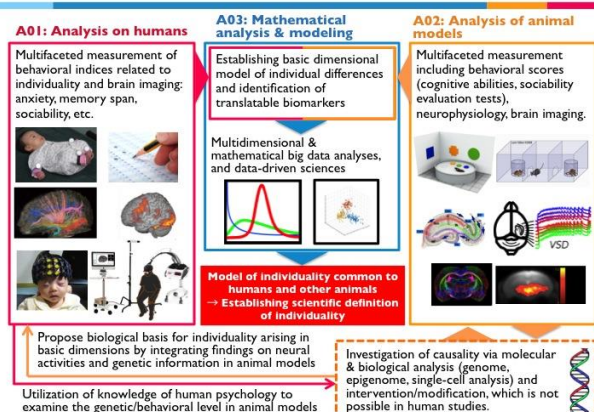 A01: Analysis on humans
Multifaceted measurement of
behavioral indices related to
individuality and brain imaging:
anxiety, memory span,
sociability, etc.
A03: Mathematical
analysis & modeling
Establishing basic dimensional
model of individual differences
and identification of
translatable biomarkers
Multidimensional &
mathematical big data analyses,
and data-driven sciences
Model of individuality common to
humans and other animals
→ Establishing scientific definition
of individuality
A02: Analysis of animal
models
Multifaceted measurement
including behavioral scores
(cognitive abilities, sociability
evaluation tests),
neurophysiology, brain imaging.
VSD
Propose biological basis for individuality arising in
basic dimensions by integrating findings on neural
activities and genetic information in animal models
Utilization of knowledge of human psychology to
examine the genetic/behavioral level in animal models
Investigation of causality via molecular
& biological analysis (genome,
epigenome, single-cell analysis) and
intervention/modification, which is not
possible in human studies.